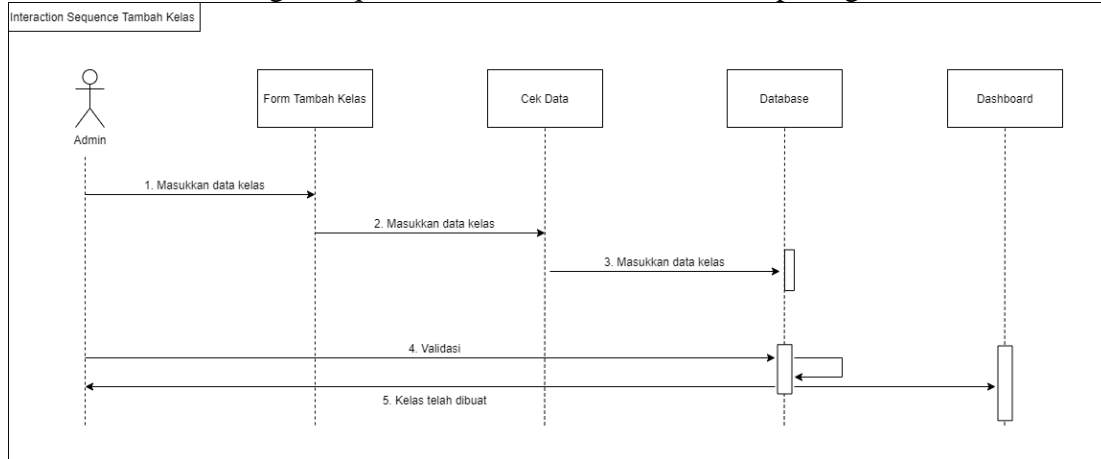 Interaction Sequence Tambah Kelas
Admin
Form Tambah Kelas
Cek Data
Database
Dashboard
1. Masukkan data kelas
2. Masukkan data kelas
3. Masukkan data kelas
4. Validasi
5. Kelas telah dibuat